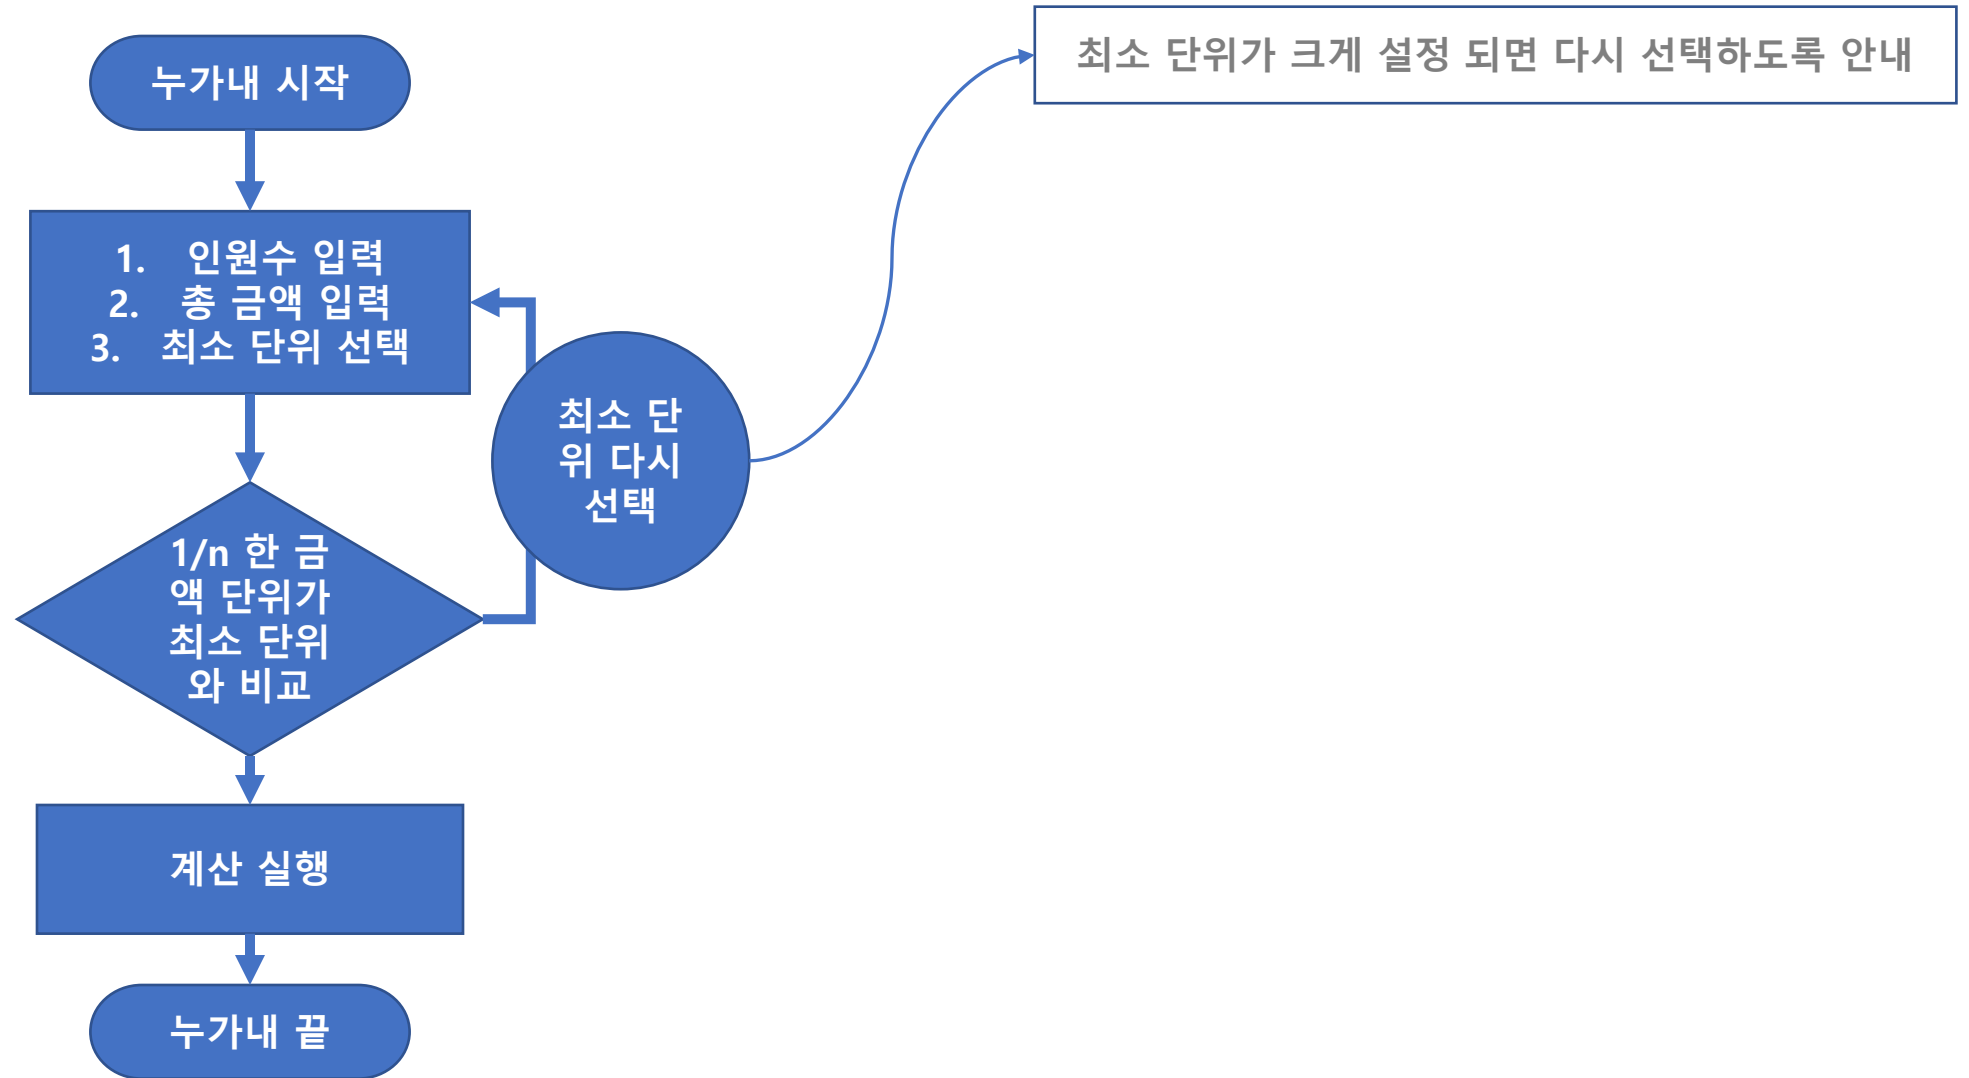 누가내 시작
최소 단위가 크게 설정 되면 다시 선택하도록 안내
1. 인원수 입력
2. 총 금액 입력
3. 최소 단위 선택
최소 단
위 다시
선택
1/n 한 금
액 단위가
최소 단위
와 비교
계산 실행
누가내 끝